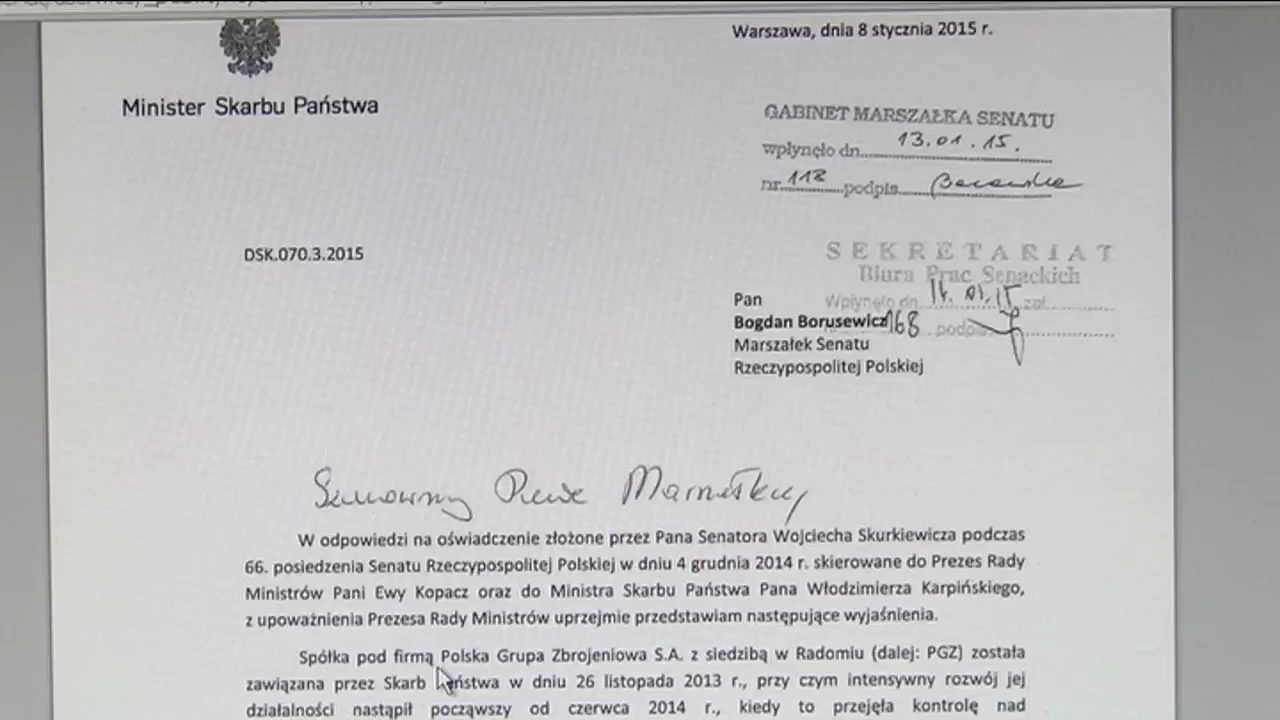 Warszawa, dnia 8 stycznia 2015 r.
Minister Skarbu Państwa
GABINET MARSZAŁKA SENATU
wpłynęło dn. 13.01.15.
nr 118 podpis
DSK.070.3.2015
SEKRETARIAT
Biura Prac Senackich
Wpłynęło dn. 14.01.15 zał.
168 podpis
Pan
Bogdan Borusewicz
Marszałek Senatu
Rzeczypospolitej Polskiej
Szanowny Panie Marszałku,
W odpowiedzi na oświadczenie złożone przez Pana Senatora Wojciecha Skurkiewicza podczas
66. posiedzenia Senatu Rzeczypospolitej Polskiej w dniu 4 grudnia 2014 r. skierowane do Prezes Rady
Ministrów Pani Ewy Kopacz oraz do Ministra Skarbu Państwa Pana Włodzimierza Karpińskiego,
z upoważnienia Prezesa Rady Ministrów uprzejmie przedstawiam następujące wyjaśnienia.
Spółka pod firmą Polska Grupa Zbrojeniowa S.A. z siedzibą w Radomiu (dalej: PGZ) została
zawiązana przez Skarb Państwa w dniu 26 listopada 2013 r., przy czym intensywny rozwój jej
działalności nastąpił począwszy od czerwca 2014 r., kiedy to przejęła kontrolę nad